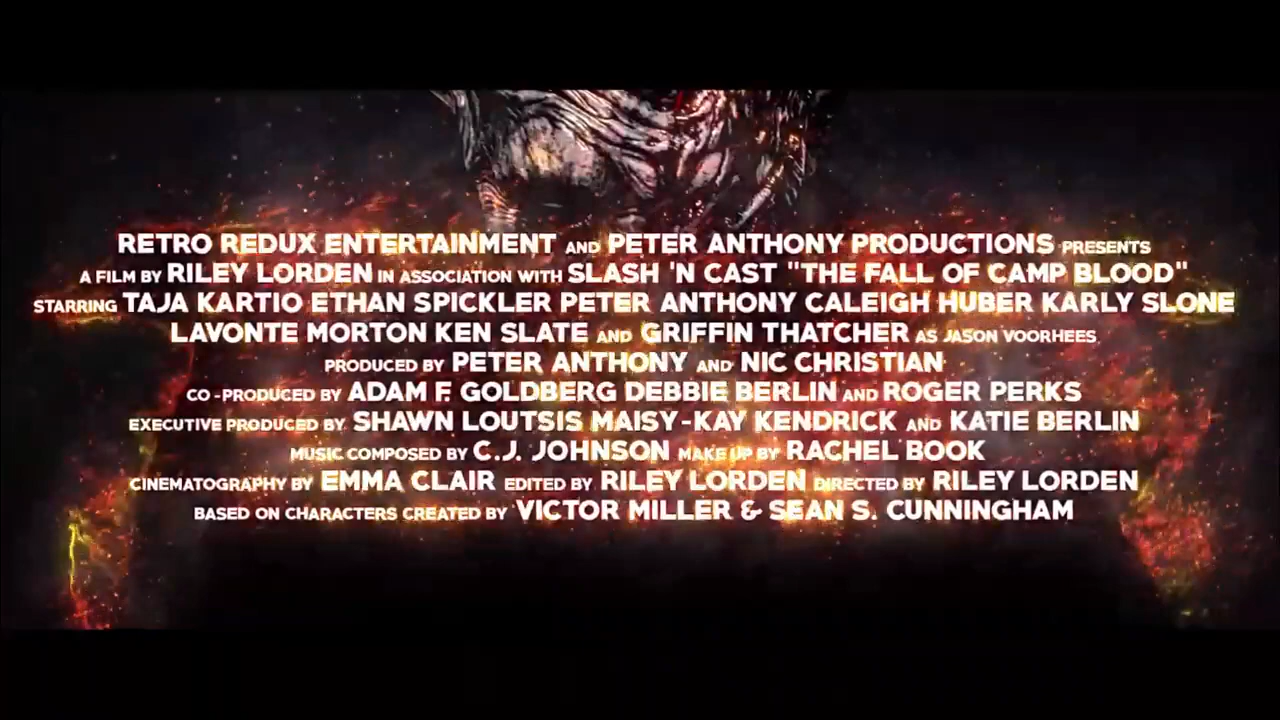 RETRO REDUX ENTERTAINMENT AND PETER ANTHONY PRODUCTIONS PRESENTS
A FILM BY RILEY LORDEN IN ASSOCIATION WITH SLASH 'N CAST "THE FALL OF CAMP BLOOD"
STARRING TAJA KARTIO ETHAN SPICKLER PETER ANTHONY CALEIGH HUBER KARLY SLONE
LAVONTE MORTON KEN SLATE AND GRIFFIN THATCHER AS JASON VOORHEES
PRODUCED BY PETER ANTHONY AND NIC CHRISTIAN
CO-PRODUCED BY ADAM F. GOLDBERG DEBBIE BERLIN AND ROGER PERKS
EXECUTIVE PRODUCED BY SHAWN LOUTSIS MAISY-KAY KENDRICK AND KATIE BERLIN
MUSIC COMPOSED BY C.J. JOHNSON MAKE UP BY RACHEL BOOK
CINEMATOGRAPHY BY EMMA CLAIR EDITED BY RILEY LORDEN DIRECTED BY RILEY LORDEN
BASED ON CHARACTERS CREATED BY VICTOR MILLER & SEAN S. CUNNINGHAM